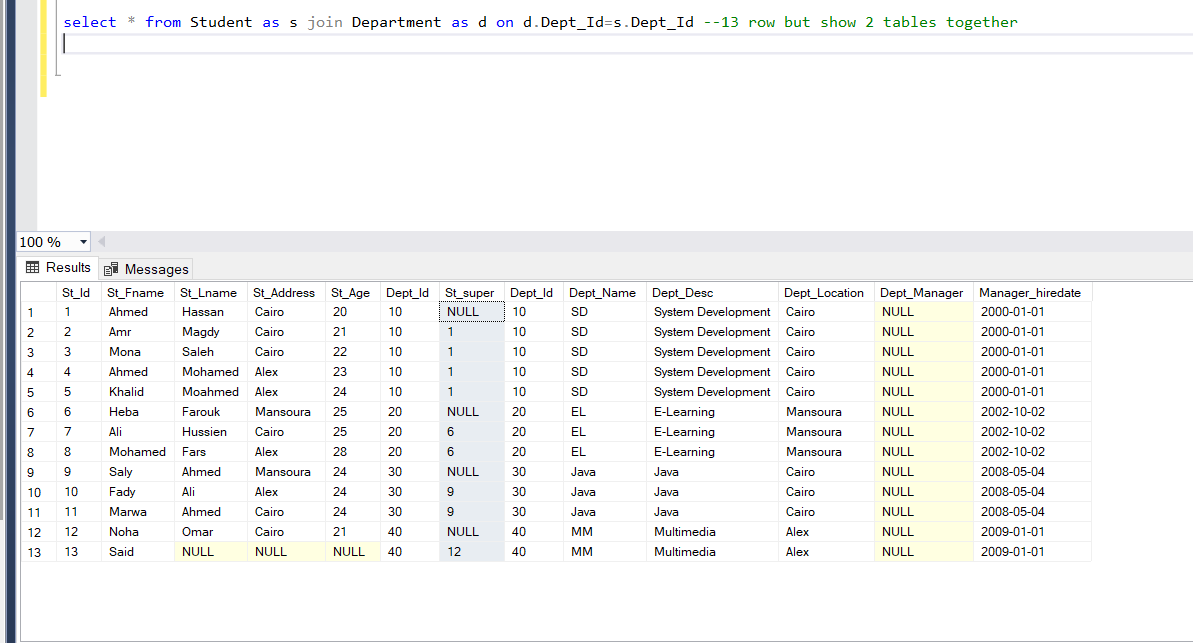 select * from Student as s join Department as d on d.Dept_Id=s.Dept_Id --13 row but show 2 tables together
100 %
Results Messages
St_Id St_Fname St_Lname St_Address St_Age Dept_Id St_super Dept_Id Dept_Name Dept_Desc Dept_Location Dept_Manager Manager_hiredate
1 1 Ahmed Hassan Cairo 20 10 NULL 10 SD System Development Cairo NULL 2000-01-01
2 2 Amr Magdy Cairo 21 10 1 10 SD System Development Cairo NULL 2000-01-01
3 3 Mona Saleh Cairo 22 10 1 10 SD System Development Cairo NULL 2000-01-01
4 4 Ahmed Mohamed Alex 23 10 1 10 SD System Development Cairo NULL 2000-01-01
5 5 Khalid Moahmed Alex 24 10 1 10 SD System Development Cairo NULL 2000-01-01
6 6 Heba Farouk Mansoura 25 20 NULL 20 EL E-Learning Mansoura NULL 2002-10-02
7 7 Ali Hussien Cairo 25 20 6 20 EL E-Learning Mansoura NULL 2002-10-02
8 8 Mohamed Fars Alex 28 20 6 20 EL E-Learning Mansoura NULL 2002-10-02
9 9 Saly Ahmed Mansoura 24 30 NULL 30 Java Java Cairo NULL 2008-05-04
10 10 Fady Ali Alex 24 30 9 30 Java Java Cairo NULL 2008-05-04
11 11 Marwa Ahmed Cairo 24 30 9 30 Java Java Cairo NULL 2008-05-04
12 12 Noha Omar Cairo 21 40 NULL 40 MM Multimedia Alex NULL 2009-01-01
13 13 Said NULL NULL NULL 40 12 40 MM Multimedia Alex NULL 2009-01-01